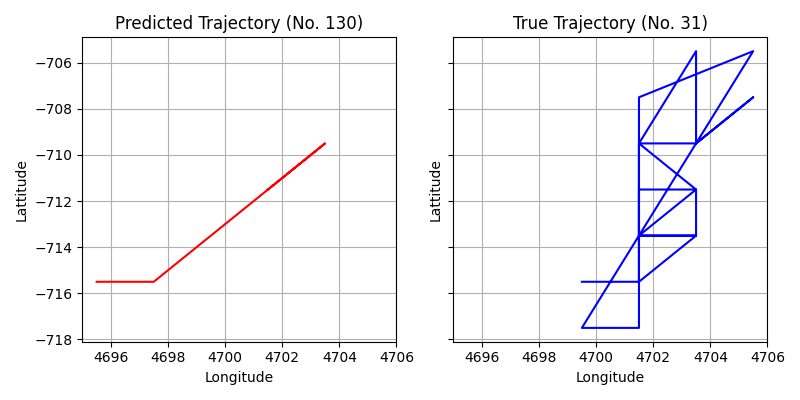 Predicted Trajectory (No. 130)
True Trajectory (No. 31)
−706
−708
−710
−712
−714
−716
−718
Lattitude
Lattitude
4696 4698 4700 4702 4704 4706
4696 4698 4700 4702 4704 4706
Longitude
Longitude